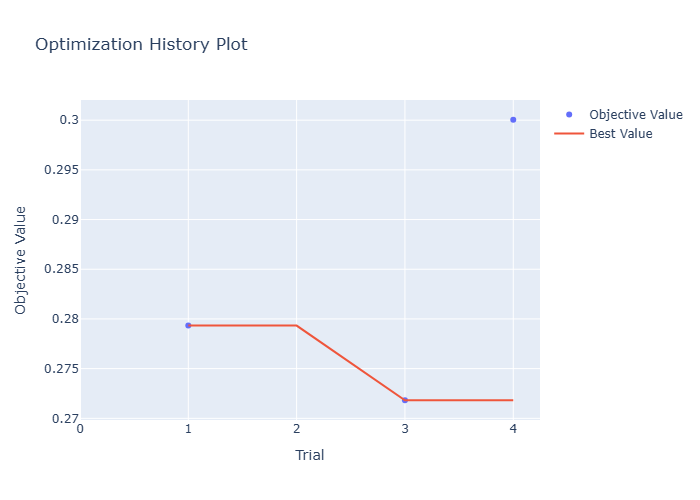 Optimization History Plot
Objective Value
Best Value
0.3
0.295
0.29
0.285
0.28
0.275
0.27
Objective Value
0
1
2
3
4
Trial